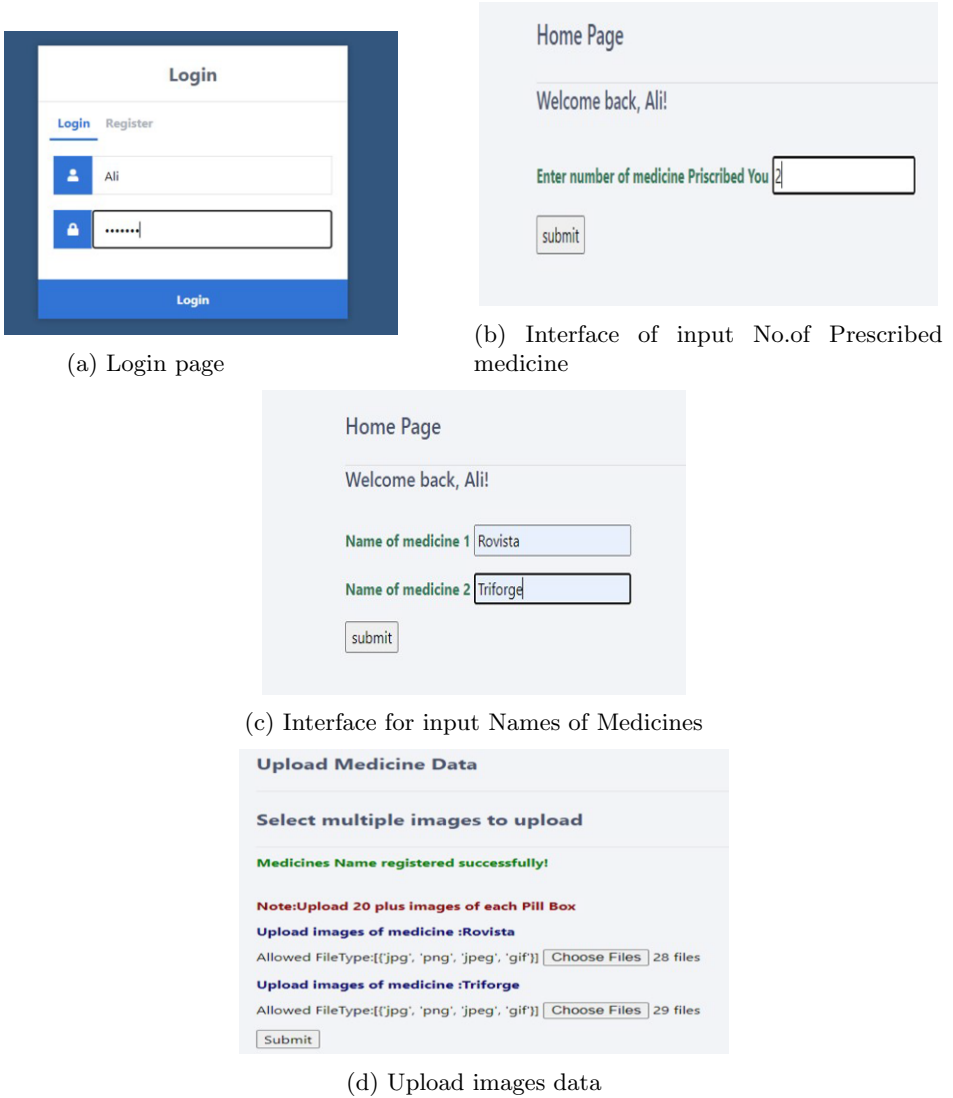 Login
Login Register
Ali
•••••••
Login
(a) Login page
Home Page
Welcome back, Ali!
Enter number of medicine Priscribed You 2
submit
(b) Interface of input No.of Prescribed
medicine
Home Page
Welcome back, Ali!
Name of medicine 1 Rovista
Name of medicine 2 Triforge
submit
(c) Interface for input Names of Medicines
Upload Medicine Data
Select multiple images to upload
Medicines Name registered successfully!
Note:Upload 20 plus images of each Pill Box
Upload images of medicine :Rovista
Allowed FileType:[{'jpg', 'png', 'jpeg', 'gif'}] Choose Files 28 files
Upload images of medicine :Triforge
Allowed FileType:[{'jpg', 'png', 'jpeg', 'gif'}] Choose Files 29 files
Submit
(d) Upload images data